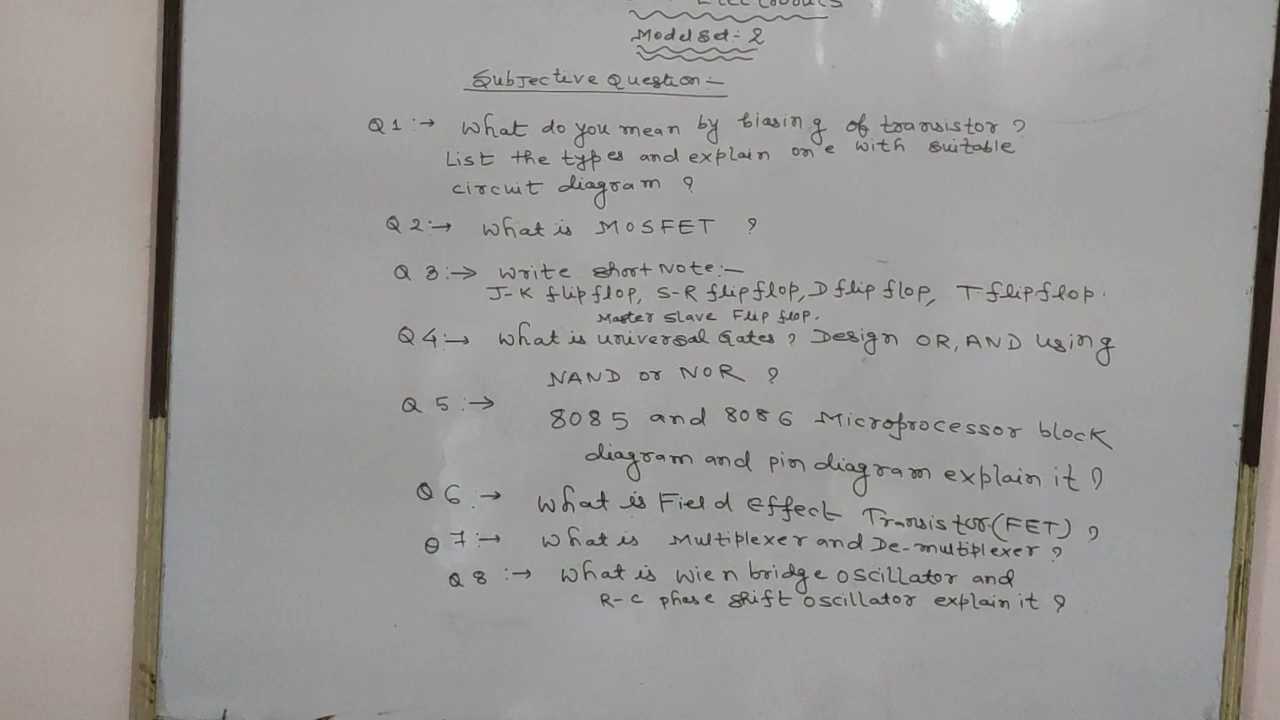 Model Set:- 2
Subjective Question:-
Q1:→ What do you mean by biasing of transistor ?
List the types and explain one with suitable
circuit diagram ?
Q2:→ What is MOSFET ?
Q3:→ Write short Note:-
J-K flip flop, S-R flip flop, D flip flop, T flip flop.
Master Slave Flip flop.
Q4:→ What is universal Gates ? Design OR, AND using
NAND or NOR ?
Q5:→ 8085 and 8086 Microprocessor block
diagram and pin diagram explain it ?
Q6:→ What is Field Effect Transistor (FET) ?
Q7:→ What is Multiplexer and De-multiplexer ?
Q8:→ What is Wien bridge oscillator and
R-C phase shift oscillator explain it ?